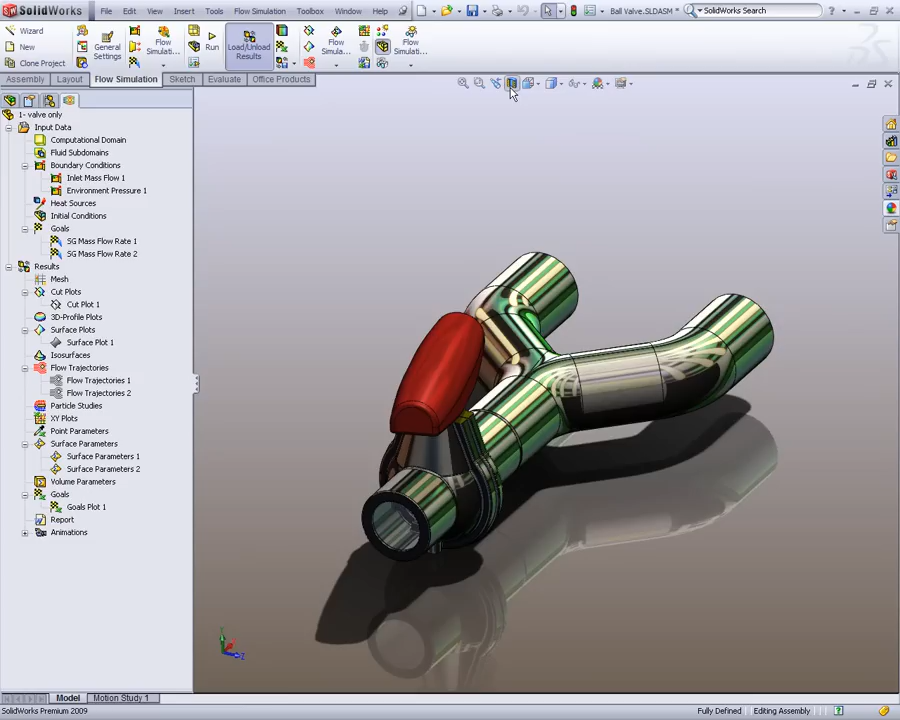 SolidWorks File Edit View Insert Tools Flow Simulation Toolbox Window Help Ball Valve.SLDASM * SolidWorks Search
Wizard
New
Clone Project
General Settings
Flow Simulati...
Run
Load/Unload Results
Flow Simula...
Flow Simulati...
Assembly Layout Flow Simulation Sketch Evaluate Office Products
1- valve only
Input Data
Computational Domain
Fluid Subdomains
Boundary Conditions
Inlet Mass Flow 1
Environment Pressure 1
Heat Sources
Initial Conditions
Goals
SG Mass Flow Rate 1
SG Mass Flow Rate 2
Results
Mesh
Cut Plots
Cut Plot 1
3D-Profile Plots
Surface Plots
Surface Plot 1
Isosurfaces
Flow Trajectories
Flow Trajectories 1
Flow Trajectories 2
Particle Studies
XY Plots
Point Parameters
Surface Parameters
Surface Parameters 1
Surface Parameters 2
Volume Parameters
Goals
Goals Plot 1
Report
Animations
Model Motion Study 1
SolidWorks Premium 2009 Fully Defined Editing Assembly